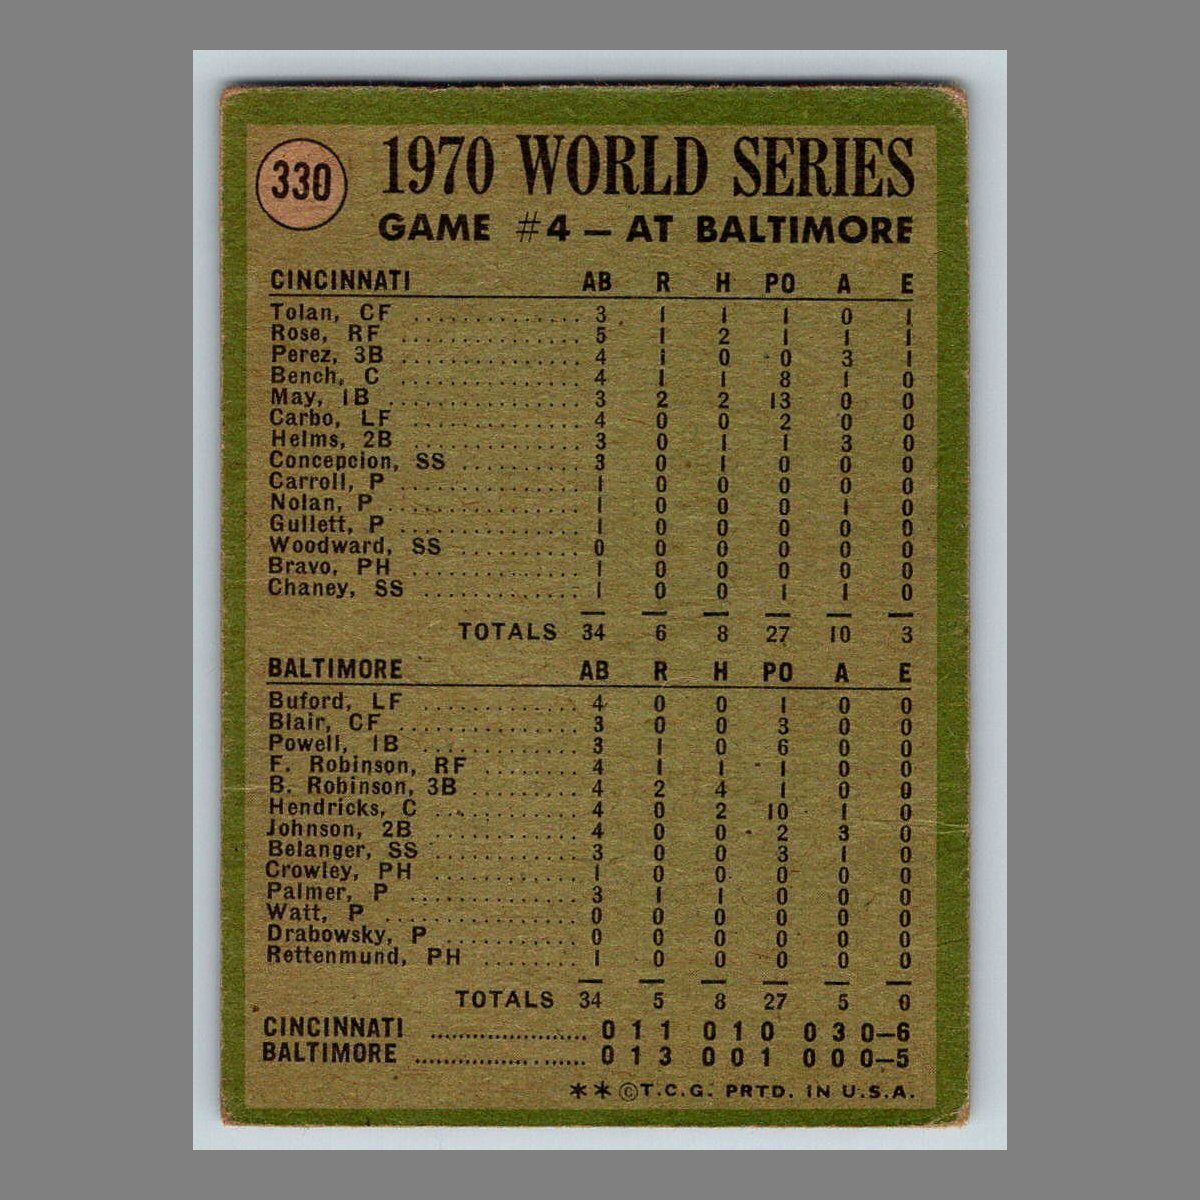 330
1970 WORLD SERIES
GAME #4 – AT BALTIMORE
CINCINNATI AB R H PO A E
Tolan, CF .............. 3 1 1 1 0 1
Rose, RF .............. 5 1 2 1 1 1
Perez, 3B .............. 4 1 0 0 3 1
Bench, C .............. 4 1 1 8 1 0
May, 1B .............. 3 2 2 13 0 0
Carbo, LF .............. 4 0 0 2 0 0
Helms, 2B .............. 3 0 1 1 3 0
Concepcion, SS .......... 3 0 1 0 0 0
Carroll, P .............. 1 0 0 0 0 0
Nolan, P .............. 1 0 0 0 1 0
Gullett, P .............. 1 0 0 0 0 0
Woodward, SS .......... 0 0 0 0 0 0
Bravo, PH .............. 1 0 0 0 0 0
Chaney, SS ............. 1 0 0 1 1 0
TOTALS 34 6 8 27 10 3
BALTIMORE AB R H PO A E
Buford, LF ............. 4 0 0 1 0 0
Blair, CF .............. 3 0 0 3 0 0
Powell, 1B ............. 3 1 0 6 0 0
F. Robinson, RF ........ 4 1 1 1 0 0
B. Robinson, 3B ......... 4 2 4 1 0 0
Hendricks, C ............ 4 0 2 10 1 0
Johnson, 2B ............ 4 0 0 2 3 0
Belanger, SS ............ 3 0 0 3 1 0
Crowley, PH ............ 1 0 0 0 0 0
Palmer, P .............. 3 1 1 0 0 0
Watt, P ................ 0 0 0 0 0 0
Drabowsky, P ........... 0 0 0 0 0 0
Rettenmund, PH ........ 1 0 0 0 0 0
TOTALS 34 5 8 27 5 0
CINCINNATI ...................... 0 1 1 0 1 0 0 3 0–6
BALTIMORE ........................ 0 1 3 0 0 1 0 0 0–5
** ©T.C.G. PRTD. IN U.S.A.